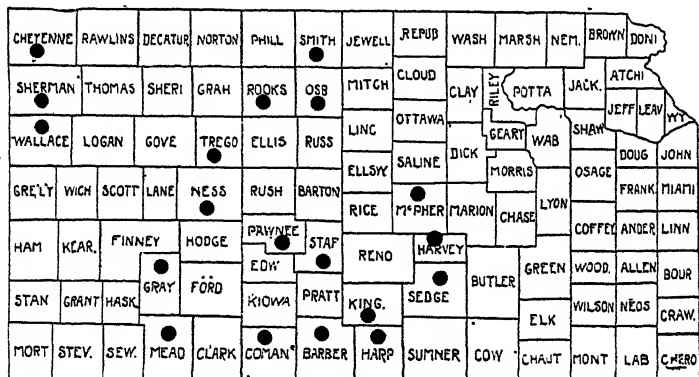 CHEYENNE RAWLINS DECATUR NORTON PHILL SMITH JEWELL REPUB WASH MARSH NEM. BROWN DONI
SHERMAN THOMAS SHERI GRAH ROOKS OSB MITCH CLOUD CLAY RILEY POTTA JACK. ATCHI
JEFF LEAV WY
WALLACE LOGAN GOVE TREGO ELLIS RUSS LINC OTTAWA DICK GEARY WAB SHAW DOUG JOHN
GRE'LY WICH SCOTT LANE NESS RUSH BARTON ELLSW SALINE MORRIS LYON OSAGE FRANK MIAMI
RICE McPHER MARION CHASE COFFEY ANDER LINN
HAM KEAR. FINNEY HODGE PAWNEE STAF RENO HARVEY
EDW BUTLER GREEN WOOD. ALLEN BOUR
STAN GRANT HASK. GRAY FORD KIOWA PRATT KING. SEDGE ELK WILSON NEOS CRAW.
MORT STEV. SEW. MEAD CLARK COMAN BARBER HARP SUMNER COW CHAUT MONT LAB CHERO